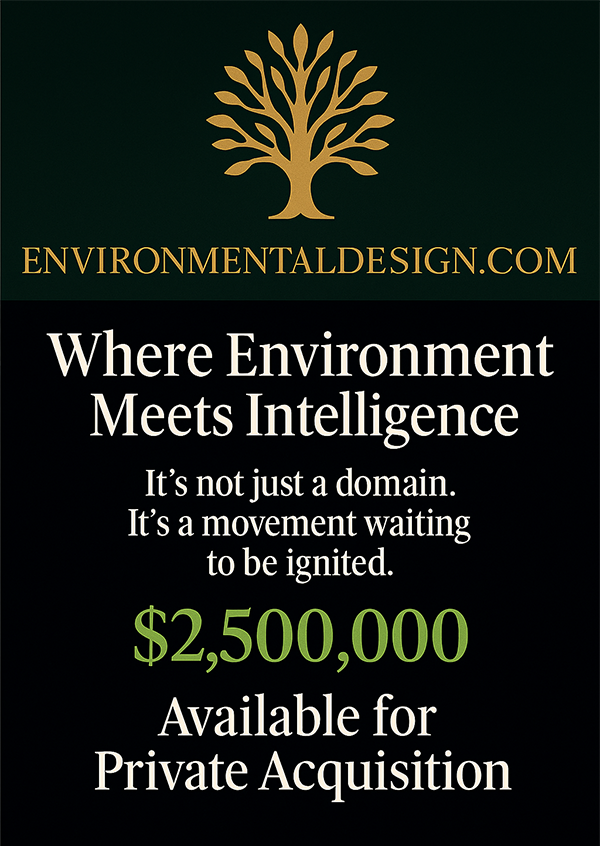 ENVIRONMENTALDESIGN.COM
Where Environment
Meets Intelligence
It’s not just a domain.
It’s a movement waiting
to be ignited.
$2,500,000
Available for
Private Acquisition